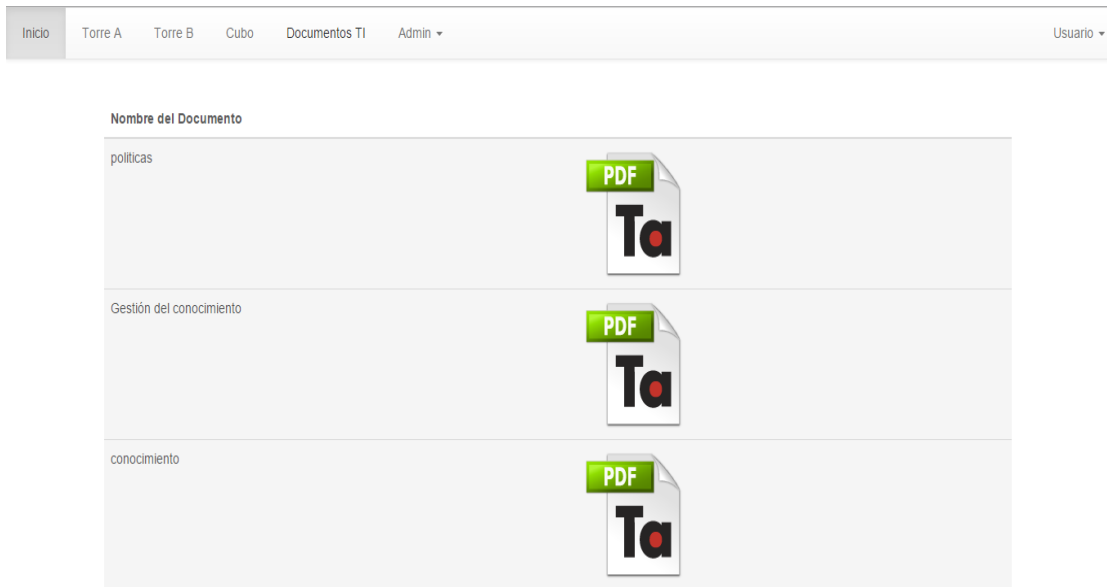 Inicio Torre A Torre B Cubo Documentos TI Admin Usuario
Nombre del Documento
politicas
PDF
Ta
Gestión del conocimiento
PDF
Ta
conocimiento
PDF
Ta